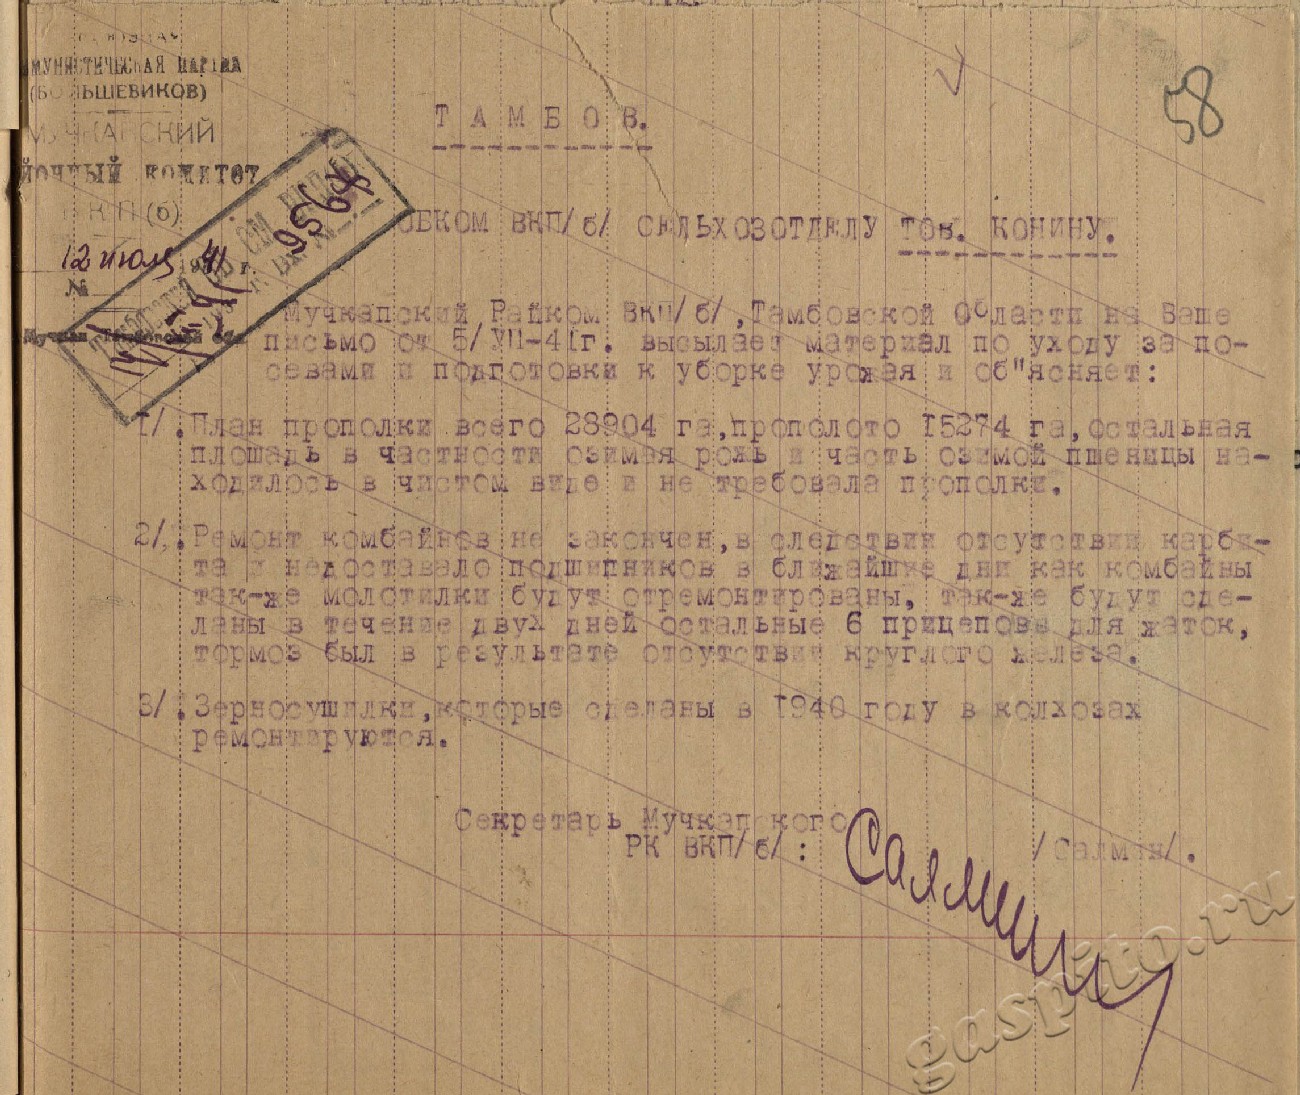 МУНИСТИЧЕСКАЯ ПАРТИЯ
(БОЛЬШЕВИКОВ)
МУЧКАПСКИЙ
ЙОННЫЙ КОМИТЕТ
ВКП(б)
12 июля 1941 г.
№
58
ТАМБОВ.
ОБКОМ ВКП/б/ СЕЛЬХОЗОТДЕЛУ тов. КОНИНУ.
Мучкапский Райком ВКП/б/,Тамбовской Области на Ваше
письмо от 5/УП-41г. высылает материал по уходу за по-
севами и подготовки к уборке урожая и об"ясняет:
1/.План прополки всего 28904 га,прополото 15274 га,остальная
площадь в частности озимая рожь и часть озимой пшеницы на-
ходилось в чистом виде и не требовала прополки.
2/.Ремонт комбайнов не закончен,в следствии отсутствии карби-
та и недоставало подшипников в ближайшие дни как комбайны
так-же молотилки будут отремонтированы, так-же будут сде-
ланы в течение двух дней остальные 6 прицепов для жаток,
тормоз был в результате отсутствия круглого железа.
3/.Зерносушилки,которые сделаны в 1940 году в колхозах
ремонтируются.
Секретарь Мучкапского
РК ВКП/б/: /Салмин/.
Салмин
gaspito.ru